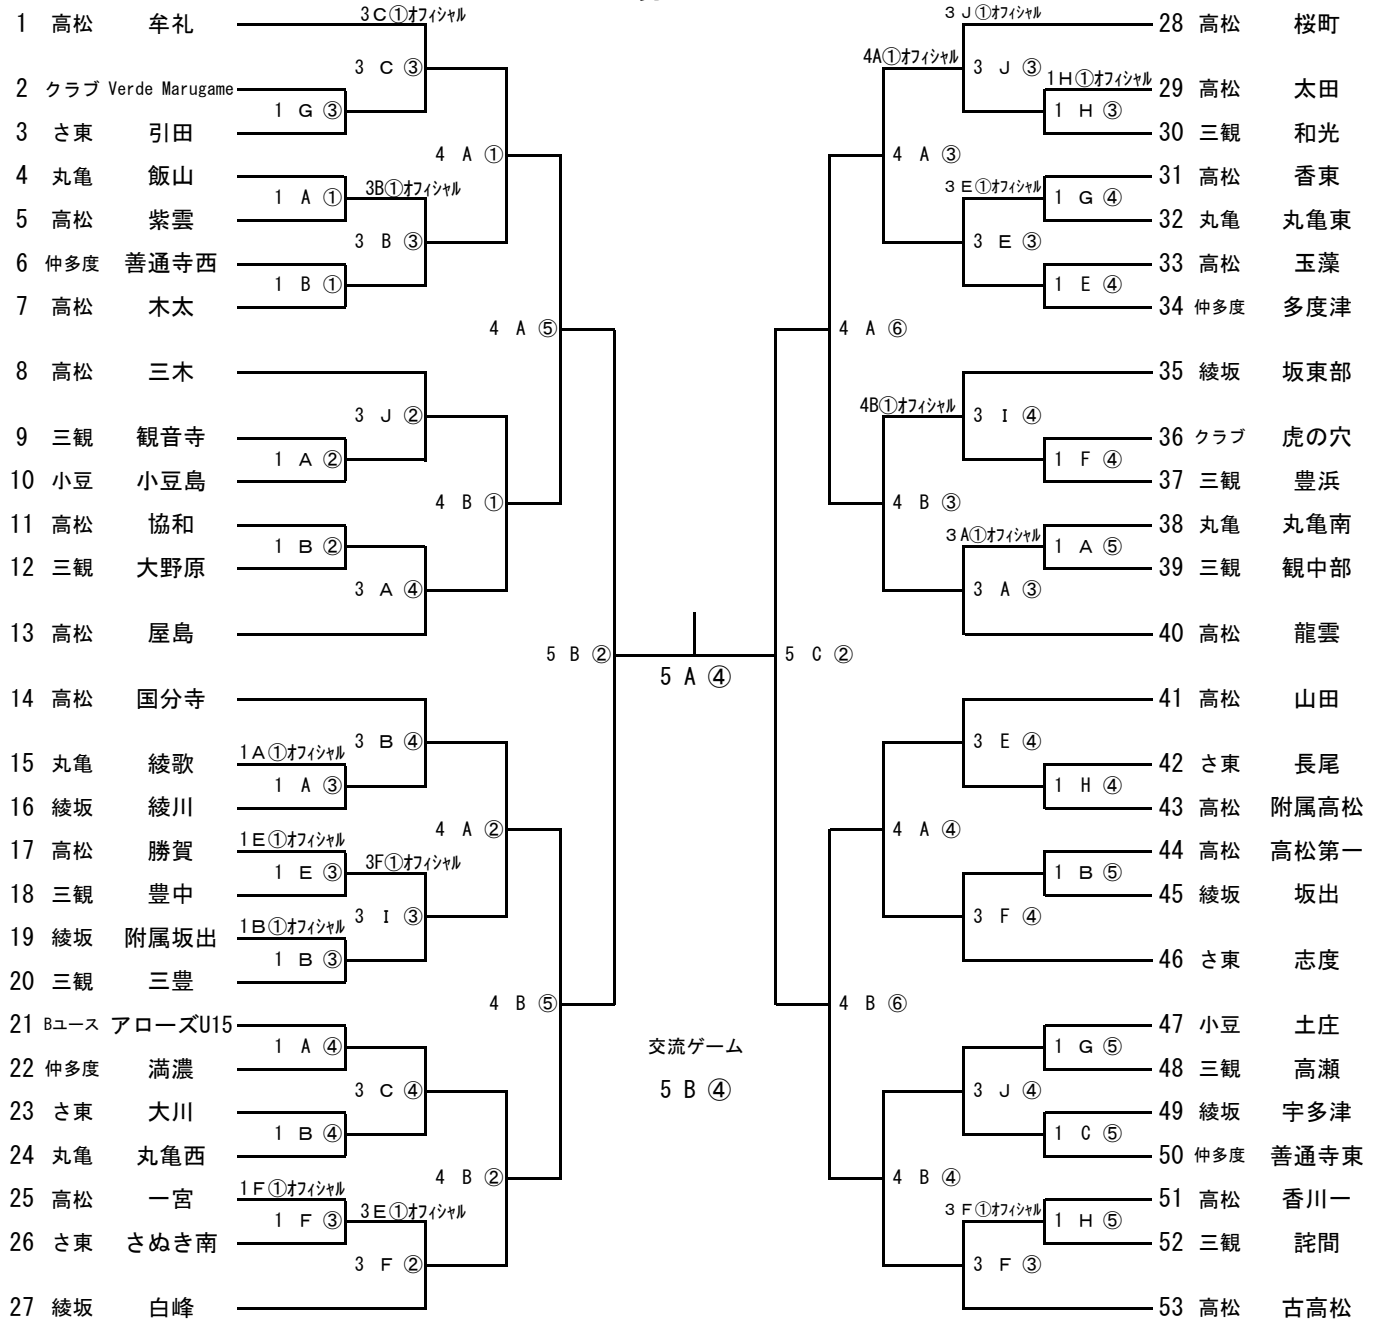 3C①オフィシャル
1 高松 牟礼
3 C ③
2 クラブ Verde Marugame
1 G ③
3 さ東 引田
4 A ①
4 丸亀 飯山
1 A ①
3B①オフィシャル
5 高松 紫雲
3 B ③
6 仲多度 善通寺西
1 B ①
7 高松 木太
4 A ⑤
8 高松 三木
3 J ②
9 三観 観音寺
1 A ②
10 小豆 小豆島
4 B ①
11 高松 協和
1 B ②
12 三観 大野原
3 A ④
13 高松 屋島
5 B ②
14 高松 国分寺
3 B ④
1A①オフィシャル
15 丸亀 綾歌
1 A ③
16 綾坂 綾川
4 A ②
1E①オフィシャル
17 高松 勝賀
1 E ③
3F①オフィシャル
18 三観 豊中
3 I ③
1B①オフィシャル
19 綾坂 附属坂出
1 B ③
20 三観 三豊
4 B ⑤
21 Bユース アローズU15
1 A ④
22 仲多度 満濃
3 C ④
23 さ東 大川
1 B ④
24 丸亀 丸亀西
4 B ②
1F①オフィシャル
25 高松 一宮
1 F ③
3E①オフィシャル
26 さ東 さぬき南
3 F ②
27 綾坂 白峰
5 A ④
交流ゲーム
5 B ④
3 J①オフィシャル
28 高松 桜町
4A①オフィシャル
3 J ③
1H①オフィシャル
29 高松 太田
1 H ③
30 三観 和光
4 A ③
31 高松 香東
3 E①オフィシャル
1 G ④
32 丸亀 丸亀東
3 E ③
33 高松 玉藻
1 E ④
34 仲多度 多度津
4 A ⑥
35 綾坂 坂東部
4B①オフィシャル
3 I ④
36 クラブ 虎の穴
1 F ④
37 三観 豊浜
4 B ③
38 丸亀 丸亀南
3 A①オフィシャル
1 A ⑤
39 三観 観中部
3 A ③
40 高松 龍雲
5 C ②
41 高松 山田
3 E ④
42 さ東 長尾
1 H ④
43 高松 附属高松
4 A ④
44 高松 高松第一
1 B ⑤
45 綾坂 坂出
3 F ④
46 さ東 志度
4 B ⑥
47 小豆 土庄
1 G ⑤
48 三観 高瀬
3 J ④
49 綾坂 宇多津
1 C ⑤
50 仲多度 善通寺東
4 B ④
51 高松 香川一
3 F①オフィシャル
1 H ⑤
52 三観 詫間
3 F ③
53 高松 古高松